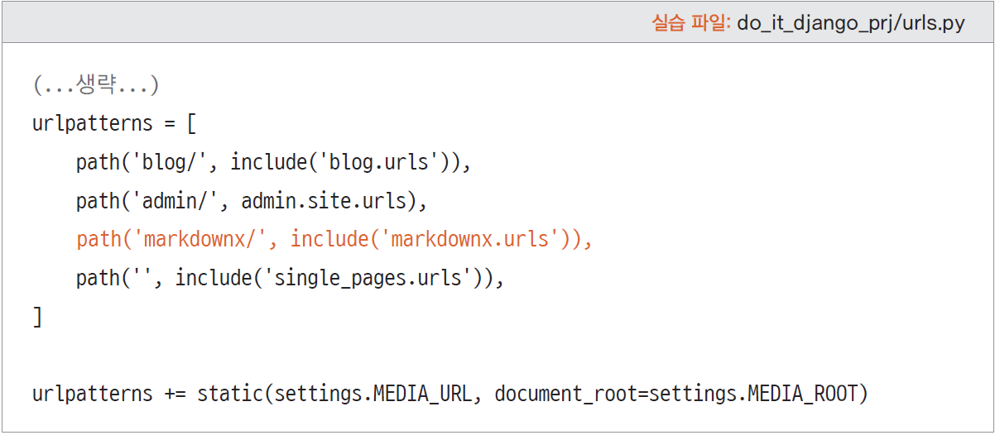 실습 파일: do_it_django_prj/urls.py
(...생략...)
urlpatterns = [
    path('blog/', include('blog.urls')),
    path('admin/', admin.site.urls),
    path('markdownx/', include('markdownx.urls')),
    path('', include('single_pages.urls')),
]
urlpatterns += static(settings.MEDIA_URL, document_root=settings.MEDIA_ROOT)